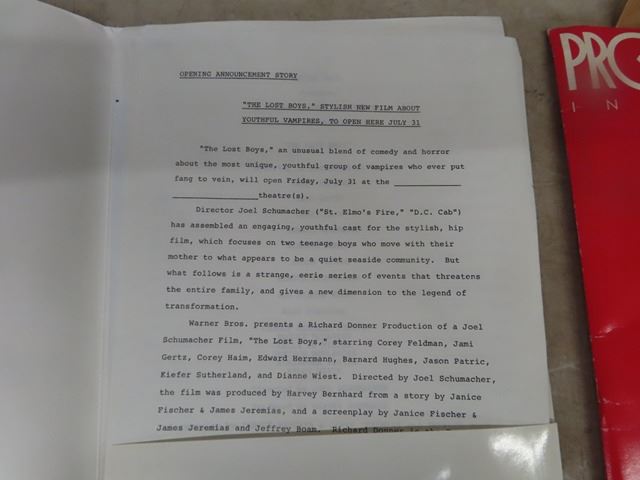 OPENING ANNOUNCEMENT STORY
"THE LOST BOYS," STYLISH NEW FILM ABOUT
YOUTHFUL VAMPIRES, TO OPEN HERE JULY 31
"The Lost Boys," an unusual blend of comedy and horror
about the most unique, youthful group of vampires who ever put
fang to vein, will open Friday, July 31 at the ____________
________________theatre(s).
Director Joel Schumacher ("St. Elmo's Fire," "D.C. Cab")
has assembled an engaging, youthful cast for the stylish, hip
film, which focuses on two teenage boys who move with their
mother to what appears to be a quiet seaside community. But
what follows is a strange, eerie series of events that threatens
the entire family, and gives a new dimension to the legend of
transformation.
Warner Bros. presents a Richard Donner Production of a Joel
Schumacher Film, "The Lost Boys," starring Corey Feldman, Jami
Gertz, Corey Haim, Edward Herrmann, Barnard Hughes, Jason Patric,
Kiefer Sutherland, and Dianne Wiest. Directed by Joel Schumacher,
the film was produced by Harvey Bernhard from a story by Janice
Fischer & James Jeremias, and a screenplay by Janice Fischer &
James Jeremias and Jeffrey Boam. Richard Donner is the